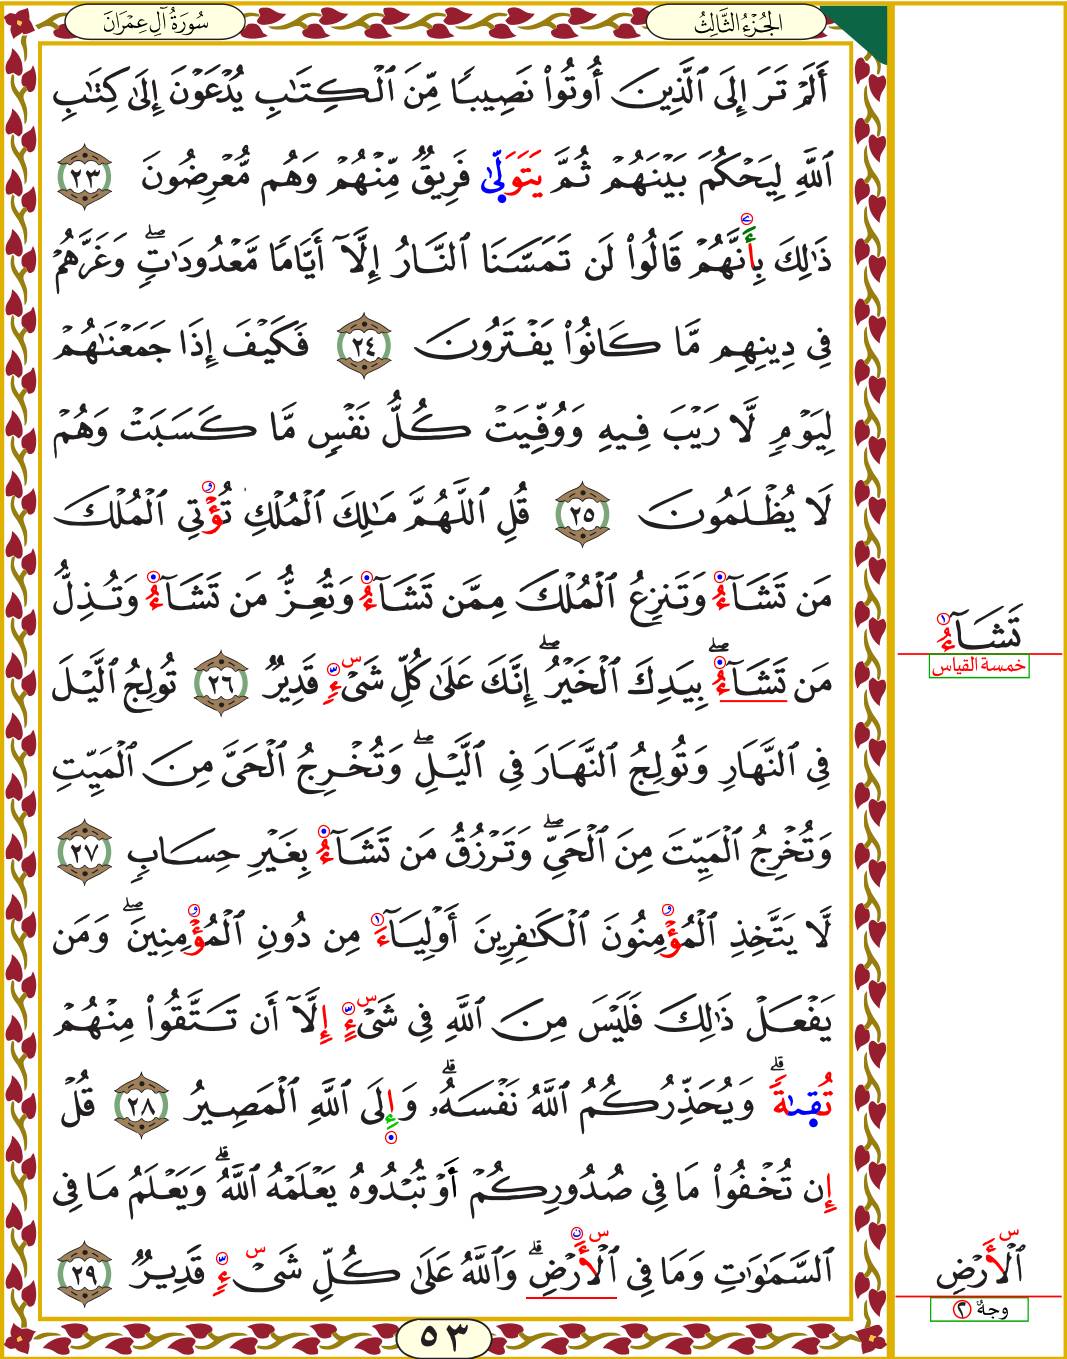 الجُزْءُ الثَّالِثُ
سُورَةُ آلِ عِمْرَانَ
أَلَمْ تَرَ إِلَى ٱلَّذِينَ أُوتُوا۟ نَصِيبًا مِّنَ ٱلْكِتَـٰبِ يُدْعَوْنَ إِلَىٰ كِتَـٰبِ
ٱللَّهِ لِيَحْكُمَ بَيْنَهُمْ ثُمَّ يَتَوَلَّىٰ فَرِيقٌ مِّنْهُمْ وَهُم مُّعْرِضُونَ ٢٣
ذَٰلِكَ بِأَنَّهُمْ قَالُوا۟ لَن تَمَسَّنَا ٱلنَّارُ إِلَّآ أَيَّامًا مَّعْدُودَٰتٍۖ وَغَرَّهُمْ
فِى دِينِهِم مَّا كَانُوا۟ يَفْتَرُونَ ٢٤ فَكَيْفَ إِذَا جَمَعْنَـٰهُمْ
لِيَوْمٍ لَّا رَيْبَ فِيهِ وَوُفِّيَتْ كُلُّ نَفْسٍ مَّا كَسَبَتْ وَهُمْ
لَا يُظْلَمُونَ ٢٥ قُلِ ٱللَّهُمَّ مَـٰلِكَ ٱلْمُلْكِ تُؤْتِى ٱلْمُلْكَ
مَن تَشَآءُ وَتَنزِعُ ٱلْمُلْكَ مِمَّن تَشَآءُ وَتُعِزُّ مَن تَشَآءُ وَتُذِلُّ
مَن تَشَآءُۖ بِيَدِكَ ٱلْخَيْرُۖ إِنَّكَ عَلَىٰ كُلِّ شَىْءٍ س قَدِيرٌ ٢٦ تُولِجُ ٱلَّيْلَ
فِى ٱلنَّهَارِ وَتُولِجُ ٱلنَّهَارَ فِى ٱلَّيْلِۖ وَتُخْرِجُ ٱلْحَىَّ مِنَ ٱلْمَيِّتِ
وَتُخْرِجُ ٱلْمَيِّتَ مِنَ ٱلْحَىِّۖ وَتَرْزُقُ مَن تَشَآءُ بِغَيْرِ حِسَابٍ ٢٧
لَّا يَتَّخِذِ ٱلْمُؤْمِنُونَ ٱلْكَـٰفِرِينَ أَوْلِيَآءَ مِن دُونِ ٱلْمُؤْمِنِينَۖ وَمَن
يَفْعَلْ ذَٰلِكَ فَلَيْسَ مِنَ ٱللَّهِ فِى شَىْءٍ س إِلَّآ أَن تَتَّقُوا۟ مِنْهُمْ
تُقَىٰةًۗ وَيُحَذِّرُكُمُ ٱللَّهُ نَفْسَهُۥۗ وَإِلَى ٱللَّهِ ٱلْمَصِيرُ ٢٨ قُلْ
إِن تُخْفُوا۟ مَا فِى صُدُورِكُمْ أَوْ تُبْدُوهُ يَعْلَمْهُ ٱللَّهُۗ وَيَعْلَمُ مَا فِى
ٱلسَّمَـٰوَٰتِ وَمَا فِى ٱلْأَرْضِۗ س وَٱللَّهُ عَلَىٰ كُلِّ شَىْءٍ س قَدِيرٌ ٢٩
٥٣
تَشَآءُ
خمسة القياس
ٱلْأَرْضِ س
وجهٌ ٢